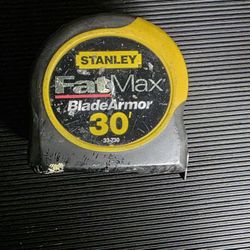 STANLEY
FatMax
BladeArmor
30'
33-730